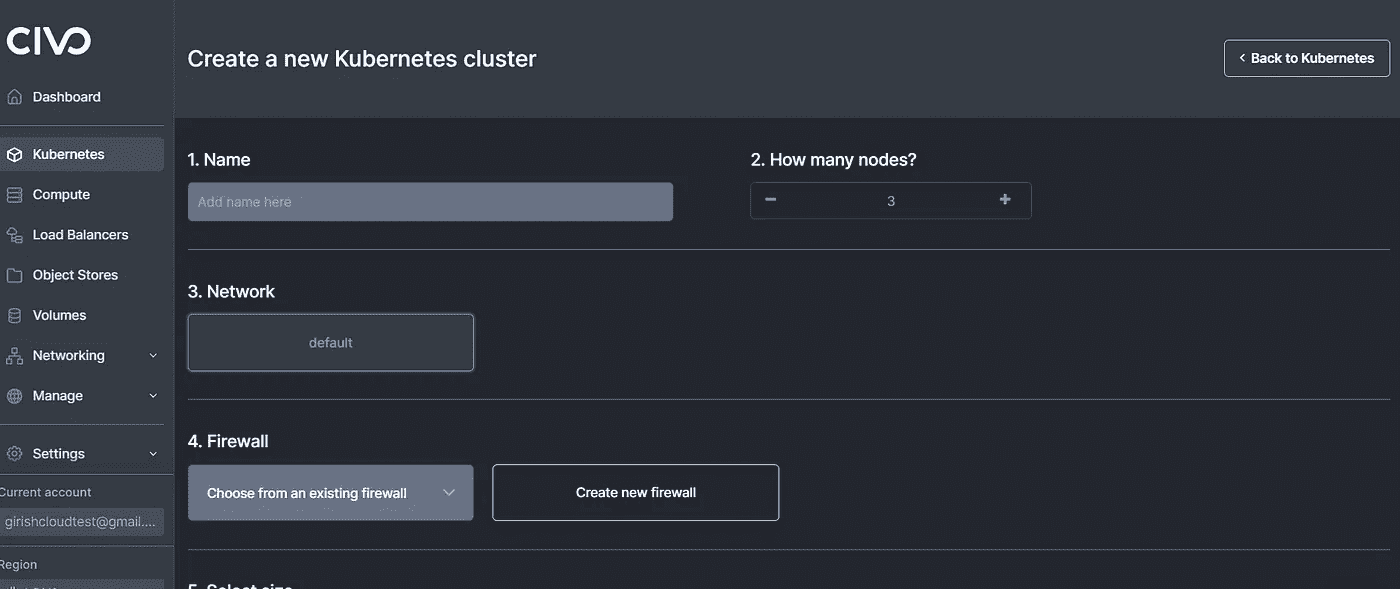 CIVO
Dashboard
Kubernetes
Compute
Load Balancers
Object Stores
Volumes
Networking
Manage
Settings
Current account
girishcloudtest@gmail....
Region
Create a new Kubernetes cluster
Back to Kubernetes
1. Name
Add name here
2. How many nodes?
3
3. Network
default
4. Firewall
Choose from an existing firewall
Create new firewall
5. Select size